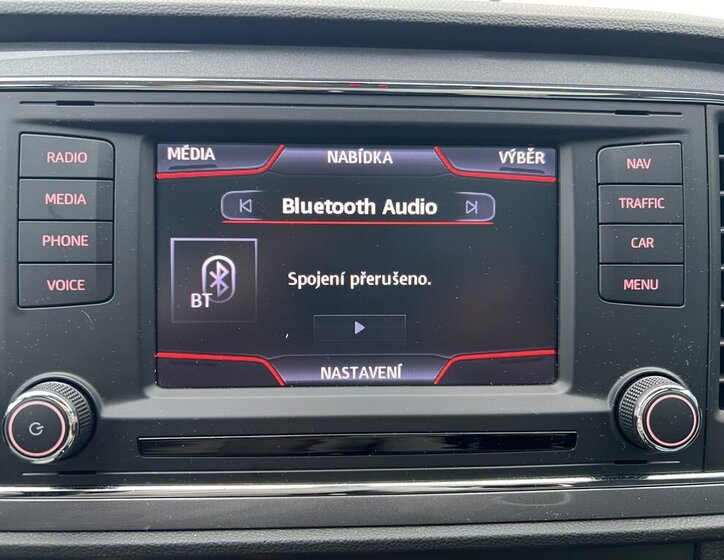 RADIO
MEDIA
PHONE
VOICE
MÉDIA
NABÍDKA
VÝBĚR
Bluetooth Audio
BT
Spojení přerušeno.
NASTAVENÍ
NAV
TRAFFIC
CAR
MENU